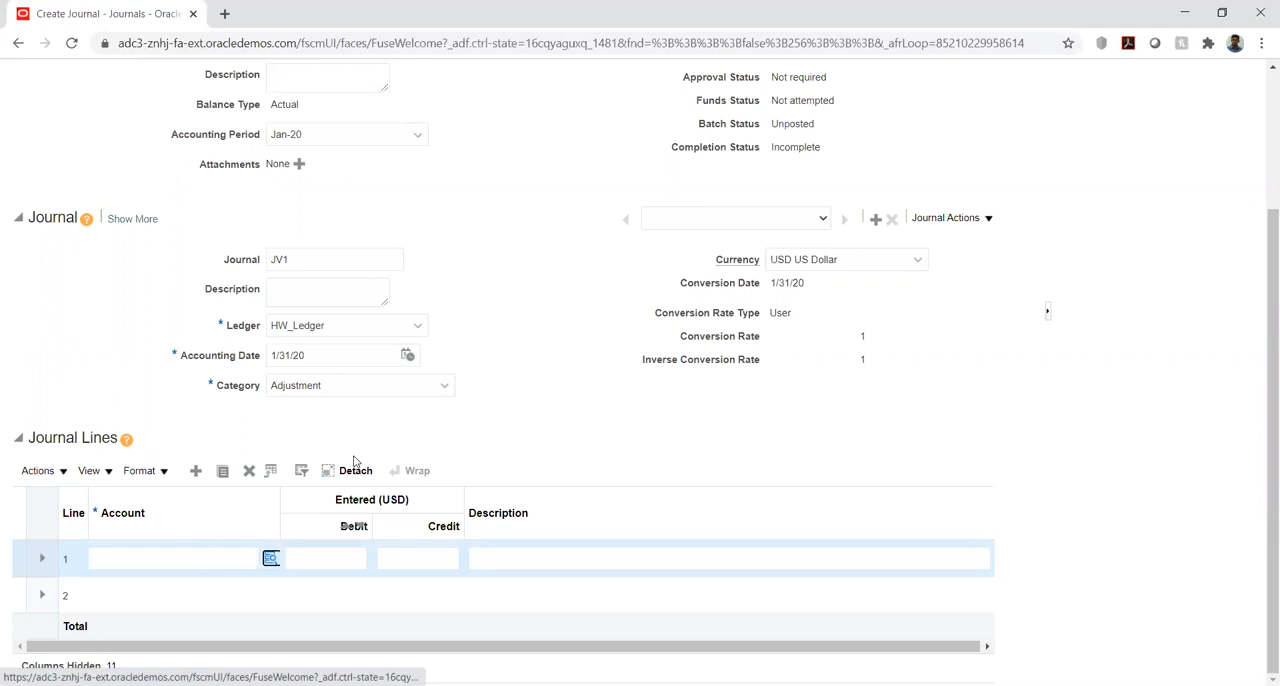 Create Journal - Journals - Oracle
adc3-znhj-fa-ext.oracledemos.com/fscmUI/faces/FuseWelcome?_adf.ctrl-state=16cqyaguxq_1481&fnd=%3B%3B%3B%3Bfalse%3B256%3B%3B%3B&_afrLoop=85210229958614
Description
Approval Status Not required
Balance Type Actual
Funds Status Not attempted
Batch Status Unposted
Accounting Period Jan-20
Completion Status Incomplete
Attachments None
Journal ? Show More
Journal Actions
Journal JV1
Currency USD US Dollar
Conversion Date 1/31/20
Description
Conversion Rate Type User
* Ledger HW_Ledger
Conversion Rate 1
* Accounting Date 1/31/20
Inverse Conversion Rate 1
* Category Adjustment
Journal Lines ?
Actions View Format Detach Wrap
Entered (USD)
Line * Account Description
Debit Credit
1
2
Total
Columns Hidden 11
https://adc3-znhj-fa-ext.oracledemos.com/fscmUI/faces/FuseWelcome?_adf.ctrl-state=16cqy...